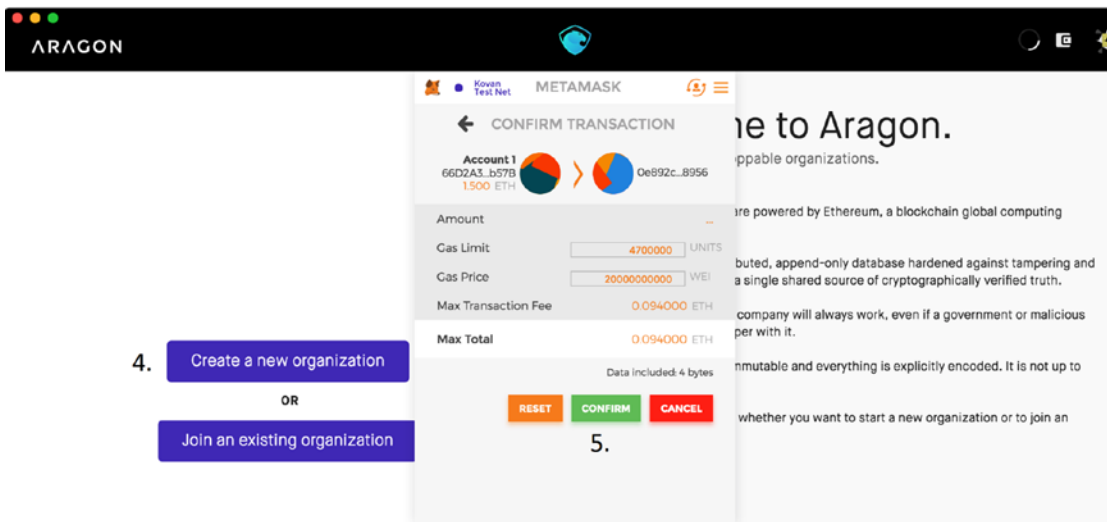 ARAGON
Kovan
Test Net
METAMASK
CONFIRM TRANSACTION
Account 1
66D2A3...b57B
1.500 ETH
0e892c...8956
Amount
...
Gas Limit
4700000 UNITS
Gas Price
20000000000 WEI
Max Transaction Fee
0.094000 ETH
Max Total
0.094000 ETH
Data included: 4 bytes
RESET
CONFIRM
CANCEL
5.
4.
Create a new organization
OR
Join an existing organization
to Aragon.
organizations.
are powered by Ethereum, a blockchain global computing
append-only database hardened against tampering and
a single shared source of cryptographically verified truth.
company will always work, even if a government or malicious
with it.
and everything is explicitly encoded. It is not up to
whether you want to start a new organization or to join an